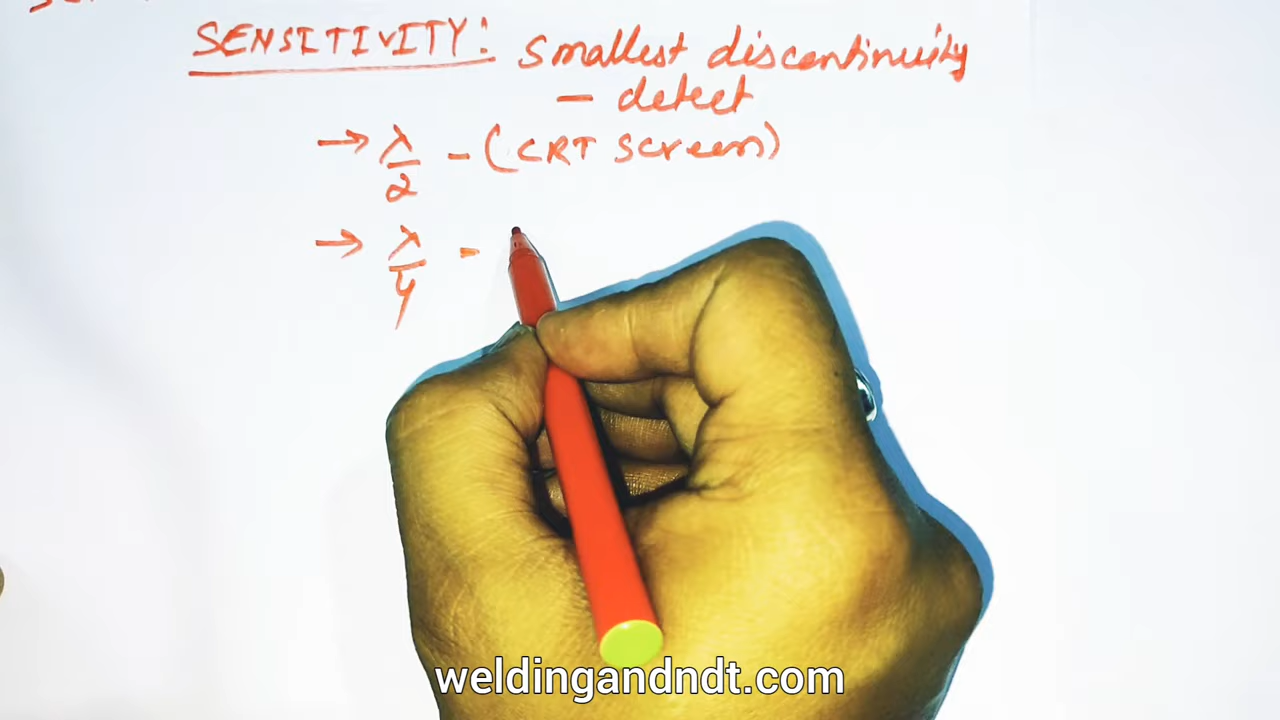 SENSITIVITY: Smallest discontinuity
- detect
→ λ/2 - (CRT Screen)
→ λ/4 -
weldingandndt.com